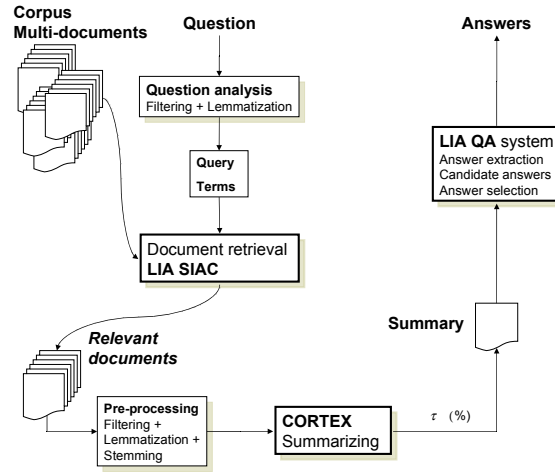 Corpus
Multi-documents
Question
Answers
Question analysis
Filtering + Lemmatization
Query
Terms
LIA QA system
Answer extraction
Candidate answers
Answer selection
Document retrieval
LIA SIAC
Relevant
documents
Summary
Pre-processing
Filtering +
Lemmatization +
Stemming
CORTEX
Summarizing
τ (%)